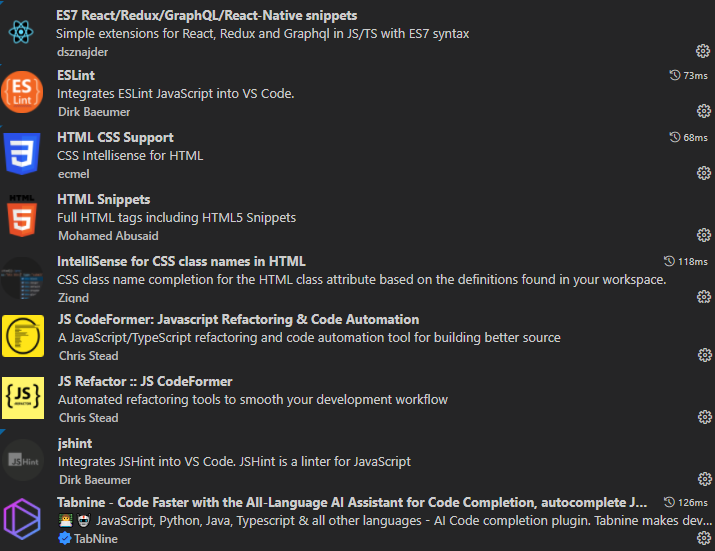 ES7 React/Redux/GraphQL/React-Native snippets
Simple extensions for React, Redux and Graphql in JS/TS with ES7 syntax
dsznajder
ES Lint
ESLint 73ms
Integrates ESLint JavaScript into VS Code.
Dirk Baeumer
3
HTML CSS Support 68ms
CSS Intellisense for HTML
ecmel
HTML 5
HTML Snippets
Full HTML tags including HTML5 Snippets
Mohamed Abusaid
IntelliSense for CSS class names in HTML 118ms
CSS class name completion for the HTML class attribute based on the definitions found in your workspace.
Zignd
JS CodeFormer: Javascript Refactoring & Code Automation
A JavaScript/TypeScript refactoring and code automation tool for building better source
Chris Stead
{JS}
JS Refactor :: JS CodeFormer
Automated refactoring tools to smooth your development workflow
Chris Stead
JSHint
jshint
Integrates JSHint into VS Code. JSHint is a linter for JavaScript
Dirk Baeumer
Tabnine - Code Faster with the All-Language AI Assistant for Code Completion, autocomplete J... 126ms
JavaScript, Python, Java, Typescript & all other languages - AI Code completion plugin. Tabnine makes dev...
TabNine